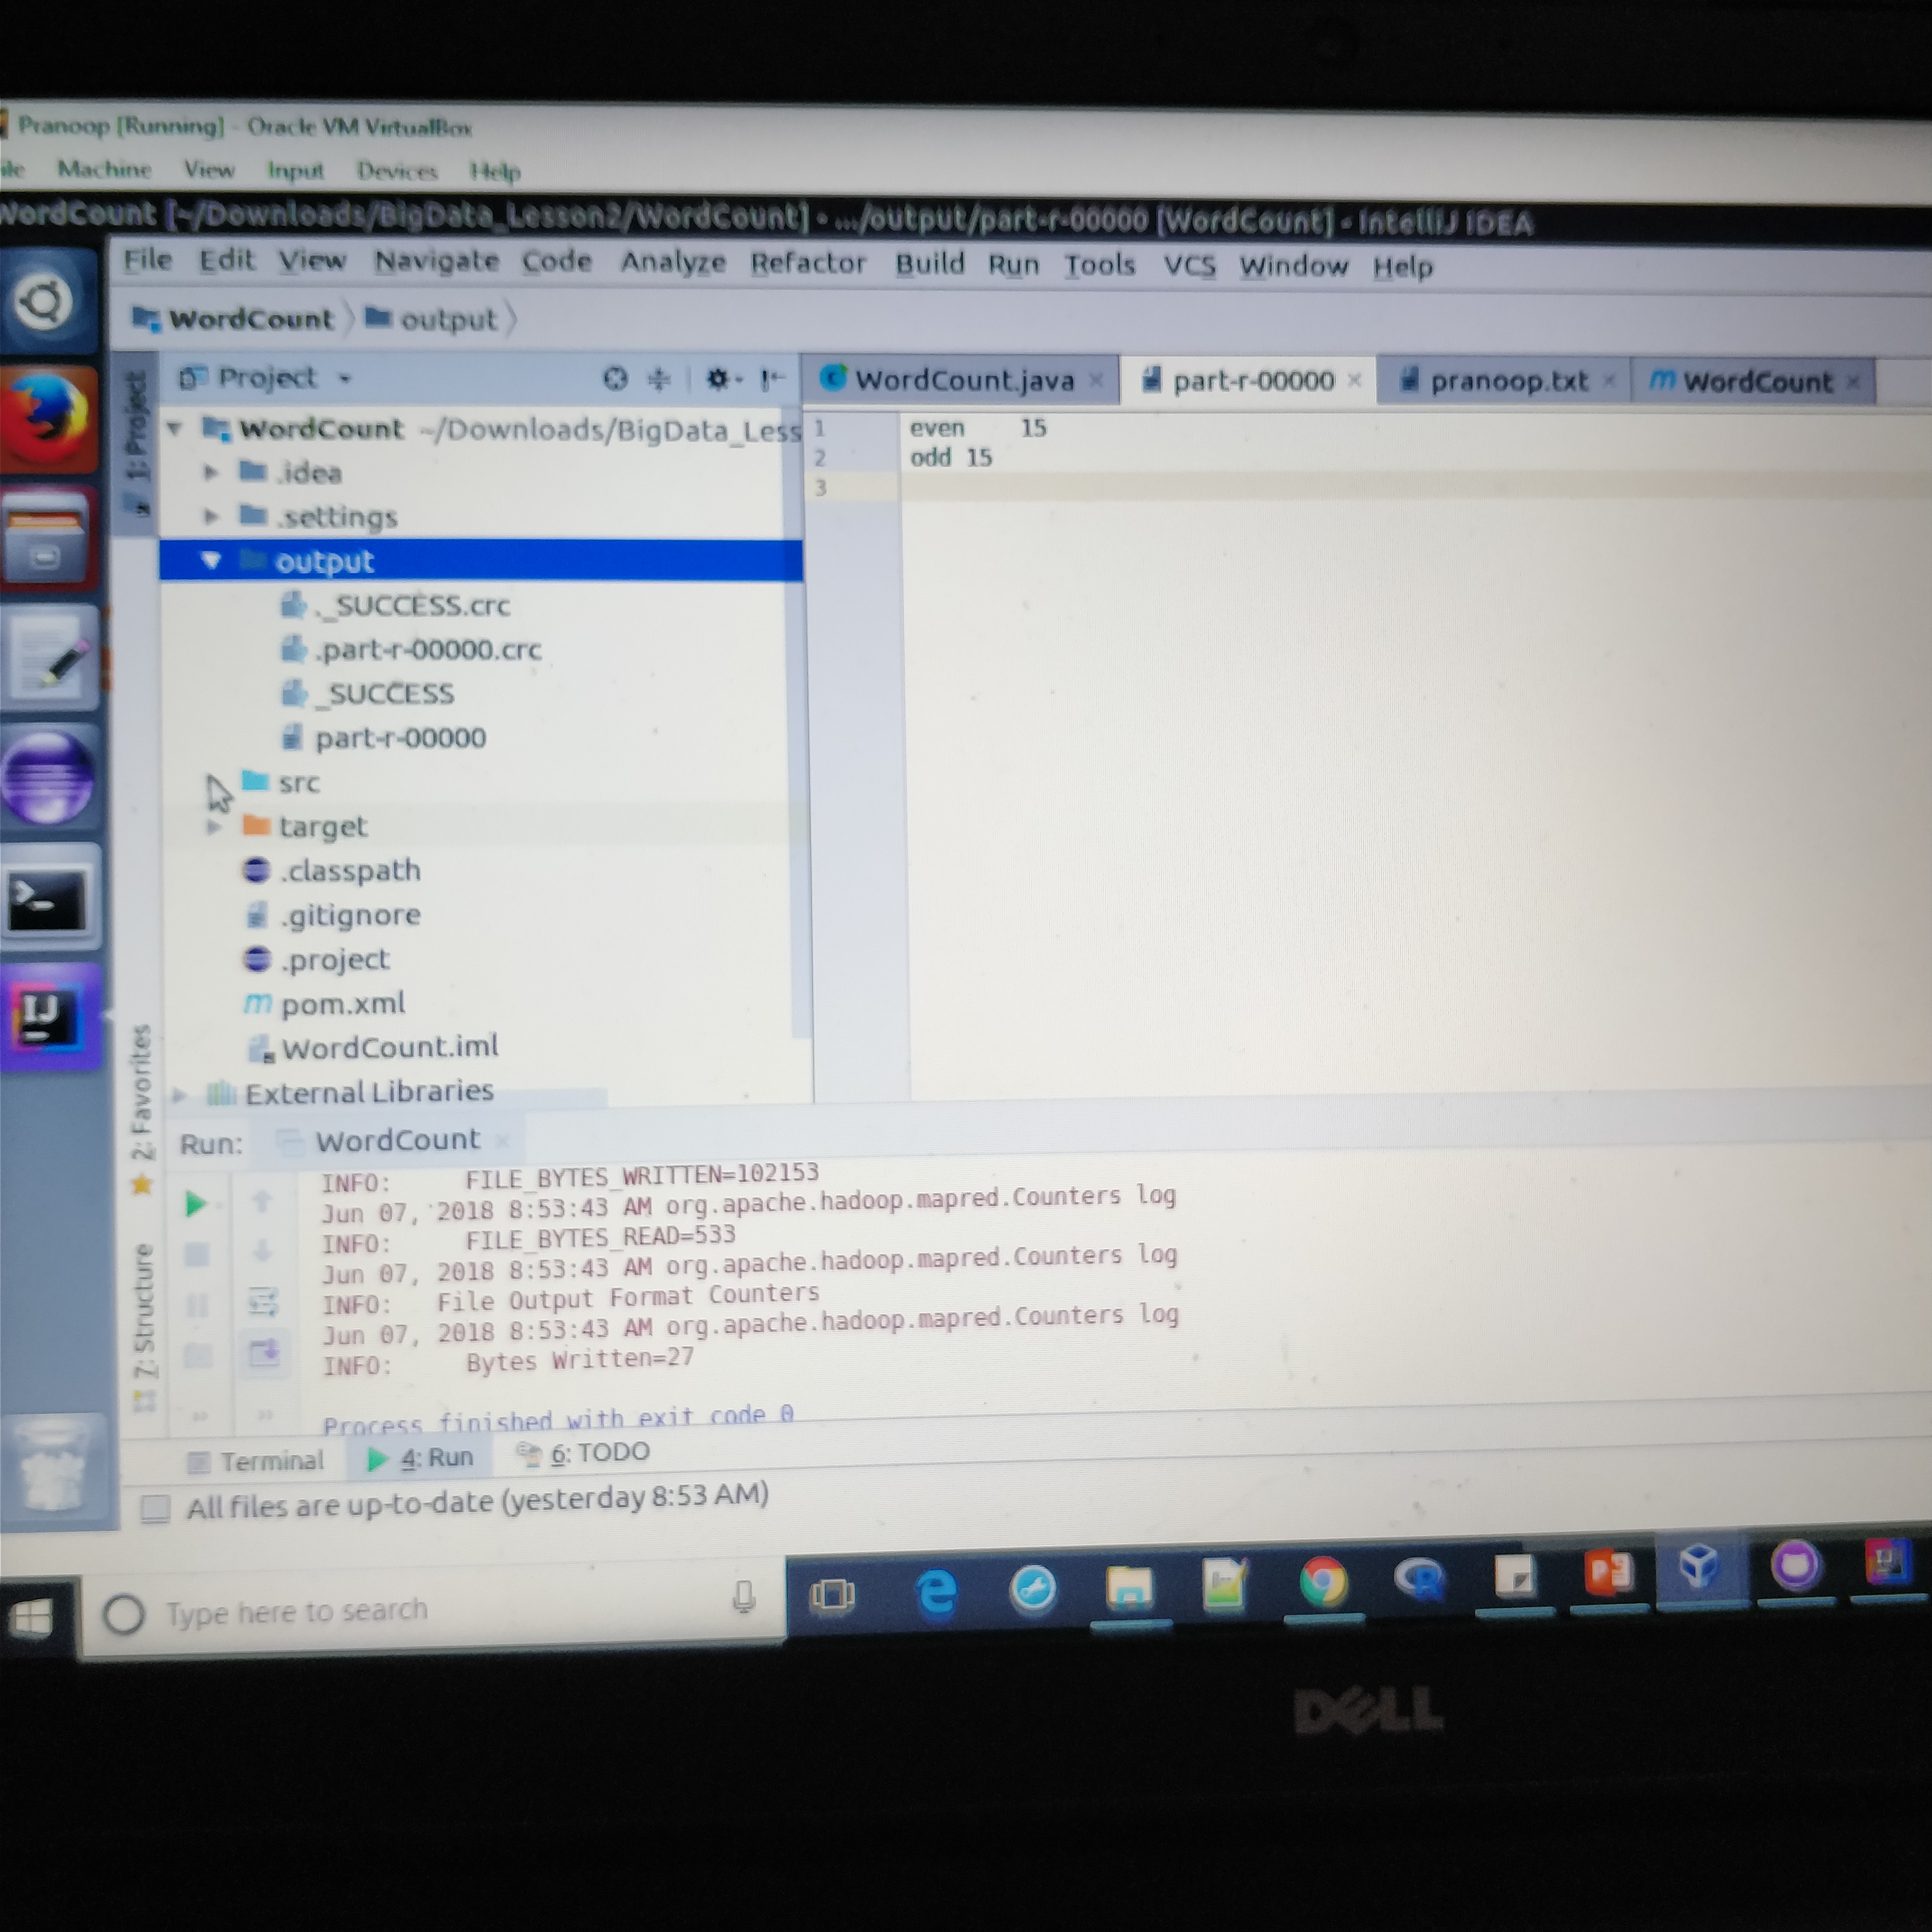 Pranoop [Running] - Oracle VM VirtualBox
Machine View Input Devices Help
WordCount [~/Downloads/BigData_Lesson2/WordCount] - .../output/part-r-00000 [WordCount] - IntelliJ IDEA
File Edit View Navigate Code Analyze Refactor Build Run Tools VCS Window Help
WordCount output
1: Project
Project
WordCount.java
part-r-00000
pranoop.txt
m WordCount
WordCount ~/Downloads/BigData_Less
.idea
.settings
output
._SUCCESS.crc
.part-r-00000.crc
_SUCCESS
part-r-00000
src
target
.classpath
.gitignore
.project
m pom.xml
WordCount.iml
External Libraries
1 even 15
2 odd 15
3
IJ
2: Favorites
7: Structure
Run: WordCount
INFO: FILE_BYTES_WRITTEN=102153
Jun 07, 2018 8:53:43 AM org.apache.hadoop.mapred.Counters log
INFO: FILE_BYTES_READ=533
Jun 07, 2018 8:53:43 AM org.apache.hadoop.mapred.Counters log
INFO: File Output Format Counters
Jun 07, 2018 8:53:43 AM org.apache.hadoop.mapred.Counters log
INFO: Bytes Written=27
Process finished with exit code 0
Terminal 4: Run 6: TODO
All files are up-to-date (yesterday 8:53 AM)
Type here to search
DELL